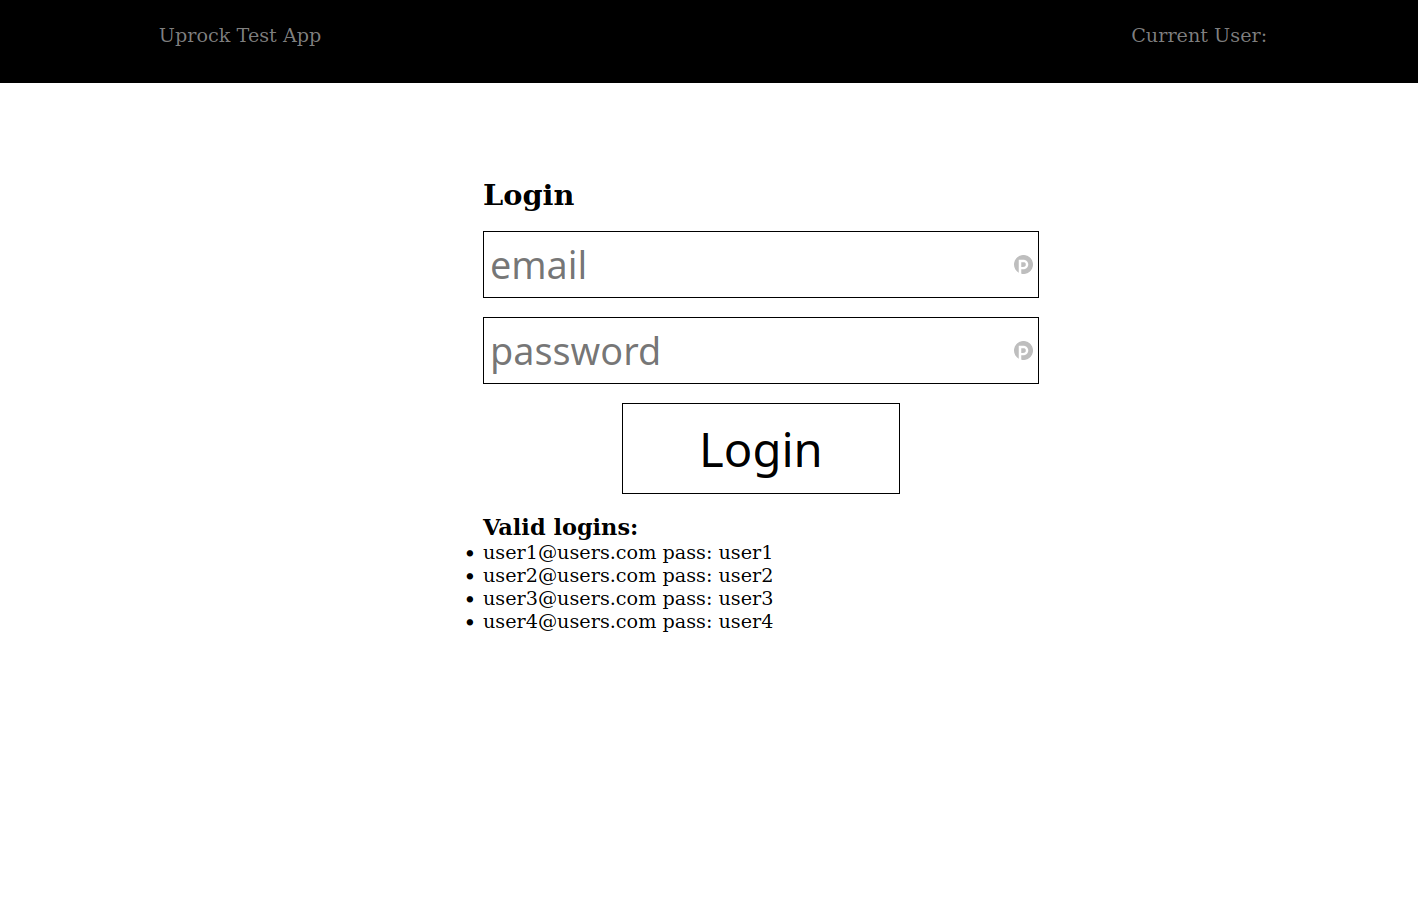 Uprock Test App
Current User:
Login
email
password
Login
Valid logins:
user1@users.com pass: user1
user2@users.com pass: user2
user3@users.com pass: user3
user4@users.com pass: user4